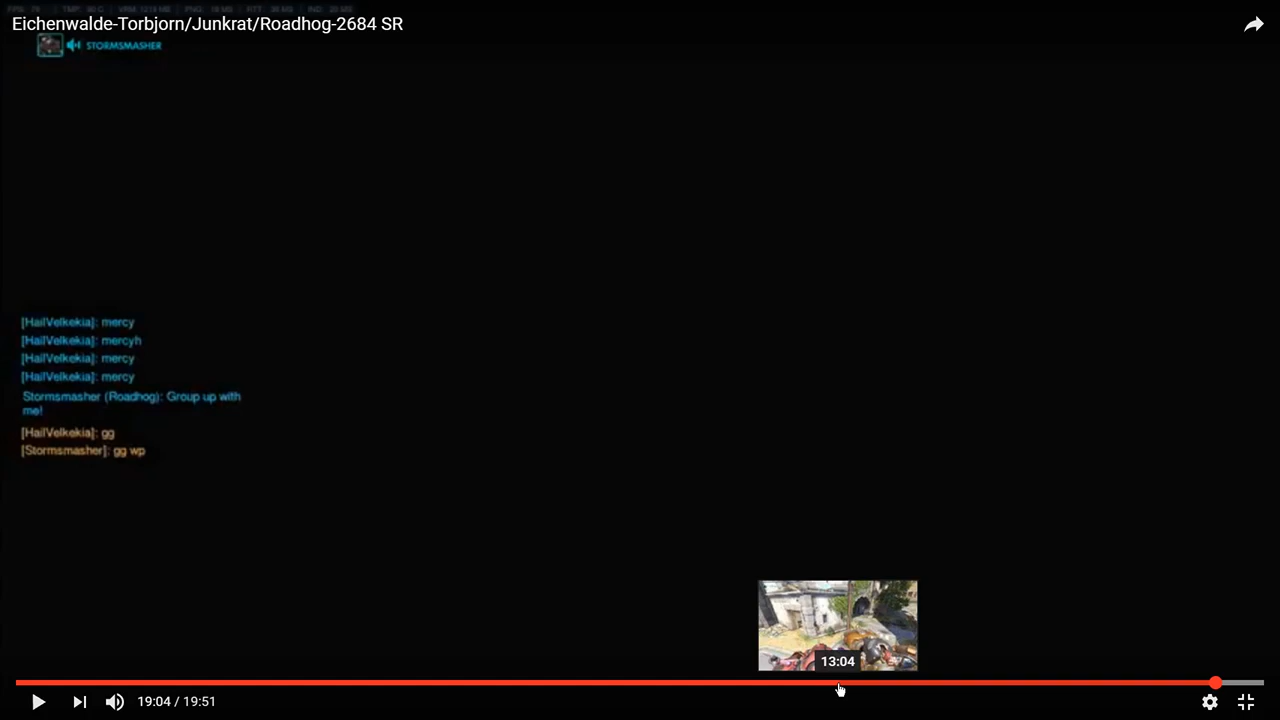 Eichenwalde-Torbjorn/Junkrat/Roadhog-2684 SR
STORMSMASHER
[HailVelkekia]: mercy
[HailVelkekia]: mercyh
[HailVelkekia]: mercy
[HailVelkekia]: mercy
Stormsmasher (Roadhog): Group up with
me!
[HailVelkekia]: gg
[Stormsmasher]: gg wp
13:04
19:04 / 19:51